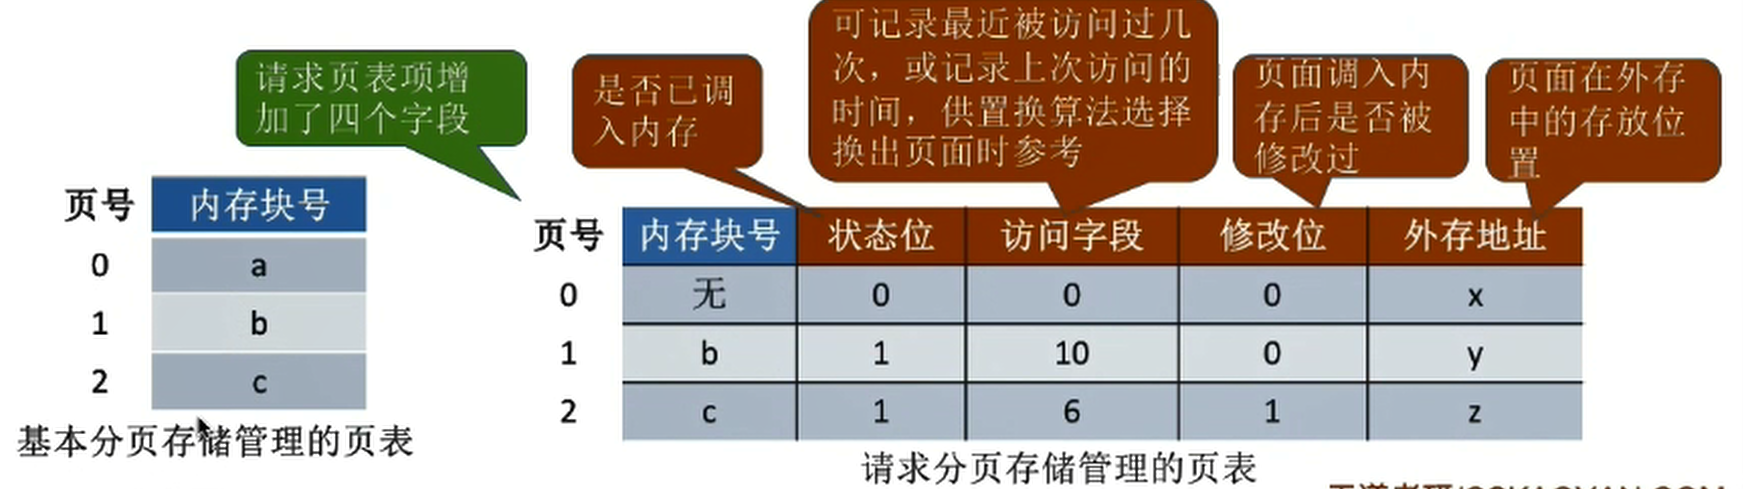 请求页表项增
加了四个字段
是否已调
入内存
可记录最近被访问过几
次，或记录上次访问的
时间，供置换算法选择
换出页面时参考
页面调入内
存后是否被
修改过
页面在外存
中的存放位
置
页号 内存块号
0 a
1 b
2 c
基本分页存储管理的页表
页号 内存块号 状态位 访问字段 修改位 外存地址
0 无 0 0 0 x
1 b 1 10 0 y
2 c 1 6 1 z
请求分页存储管理的页表